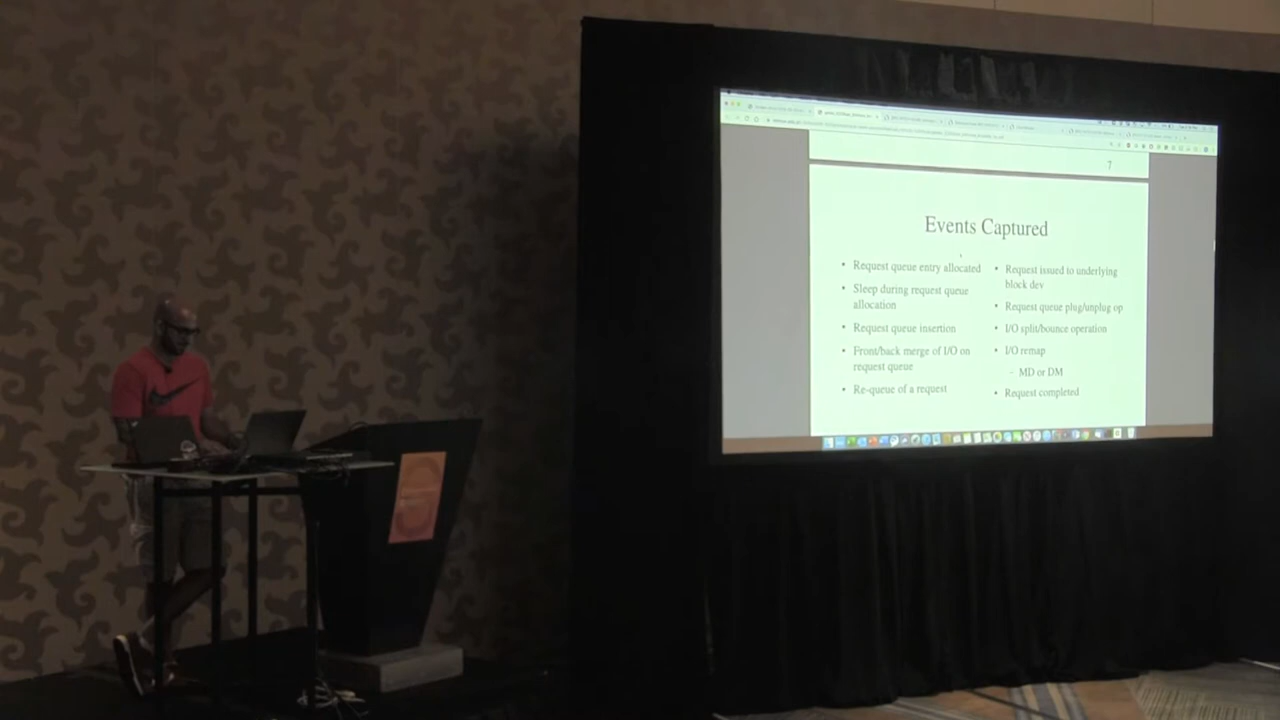 7
Events Captured
• Request queue entry allocated
• Sleep during request queue
allocation
• Request queue insertion
• Front/back merge of I/O on
request queue
• Re-queue of a request
• Request issued to underlying
block dev
• Request queue plug/unplug op
• I/O split/bounce operation
• I/O remap
– MD or DM
• Request completed